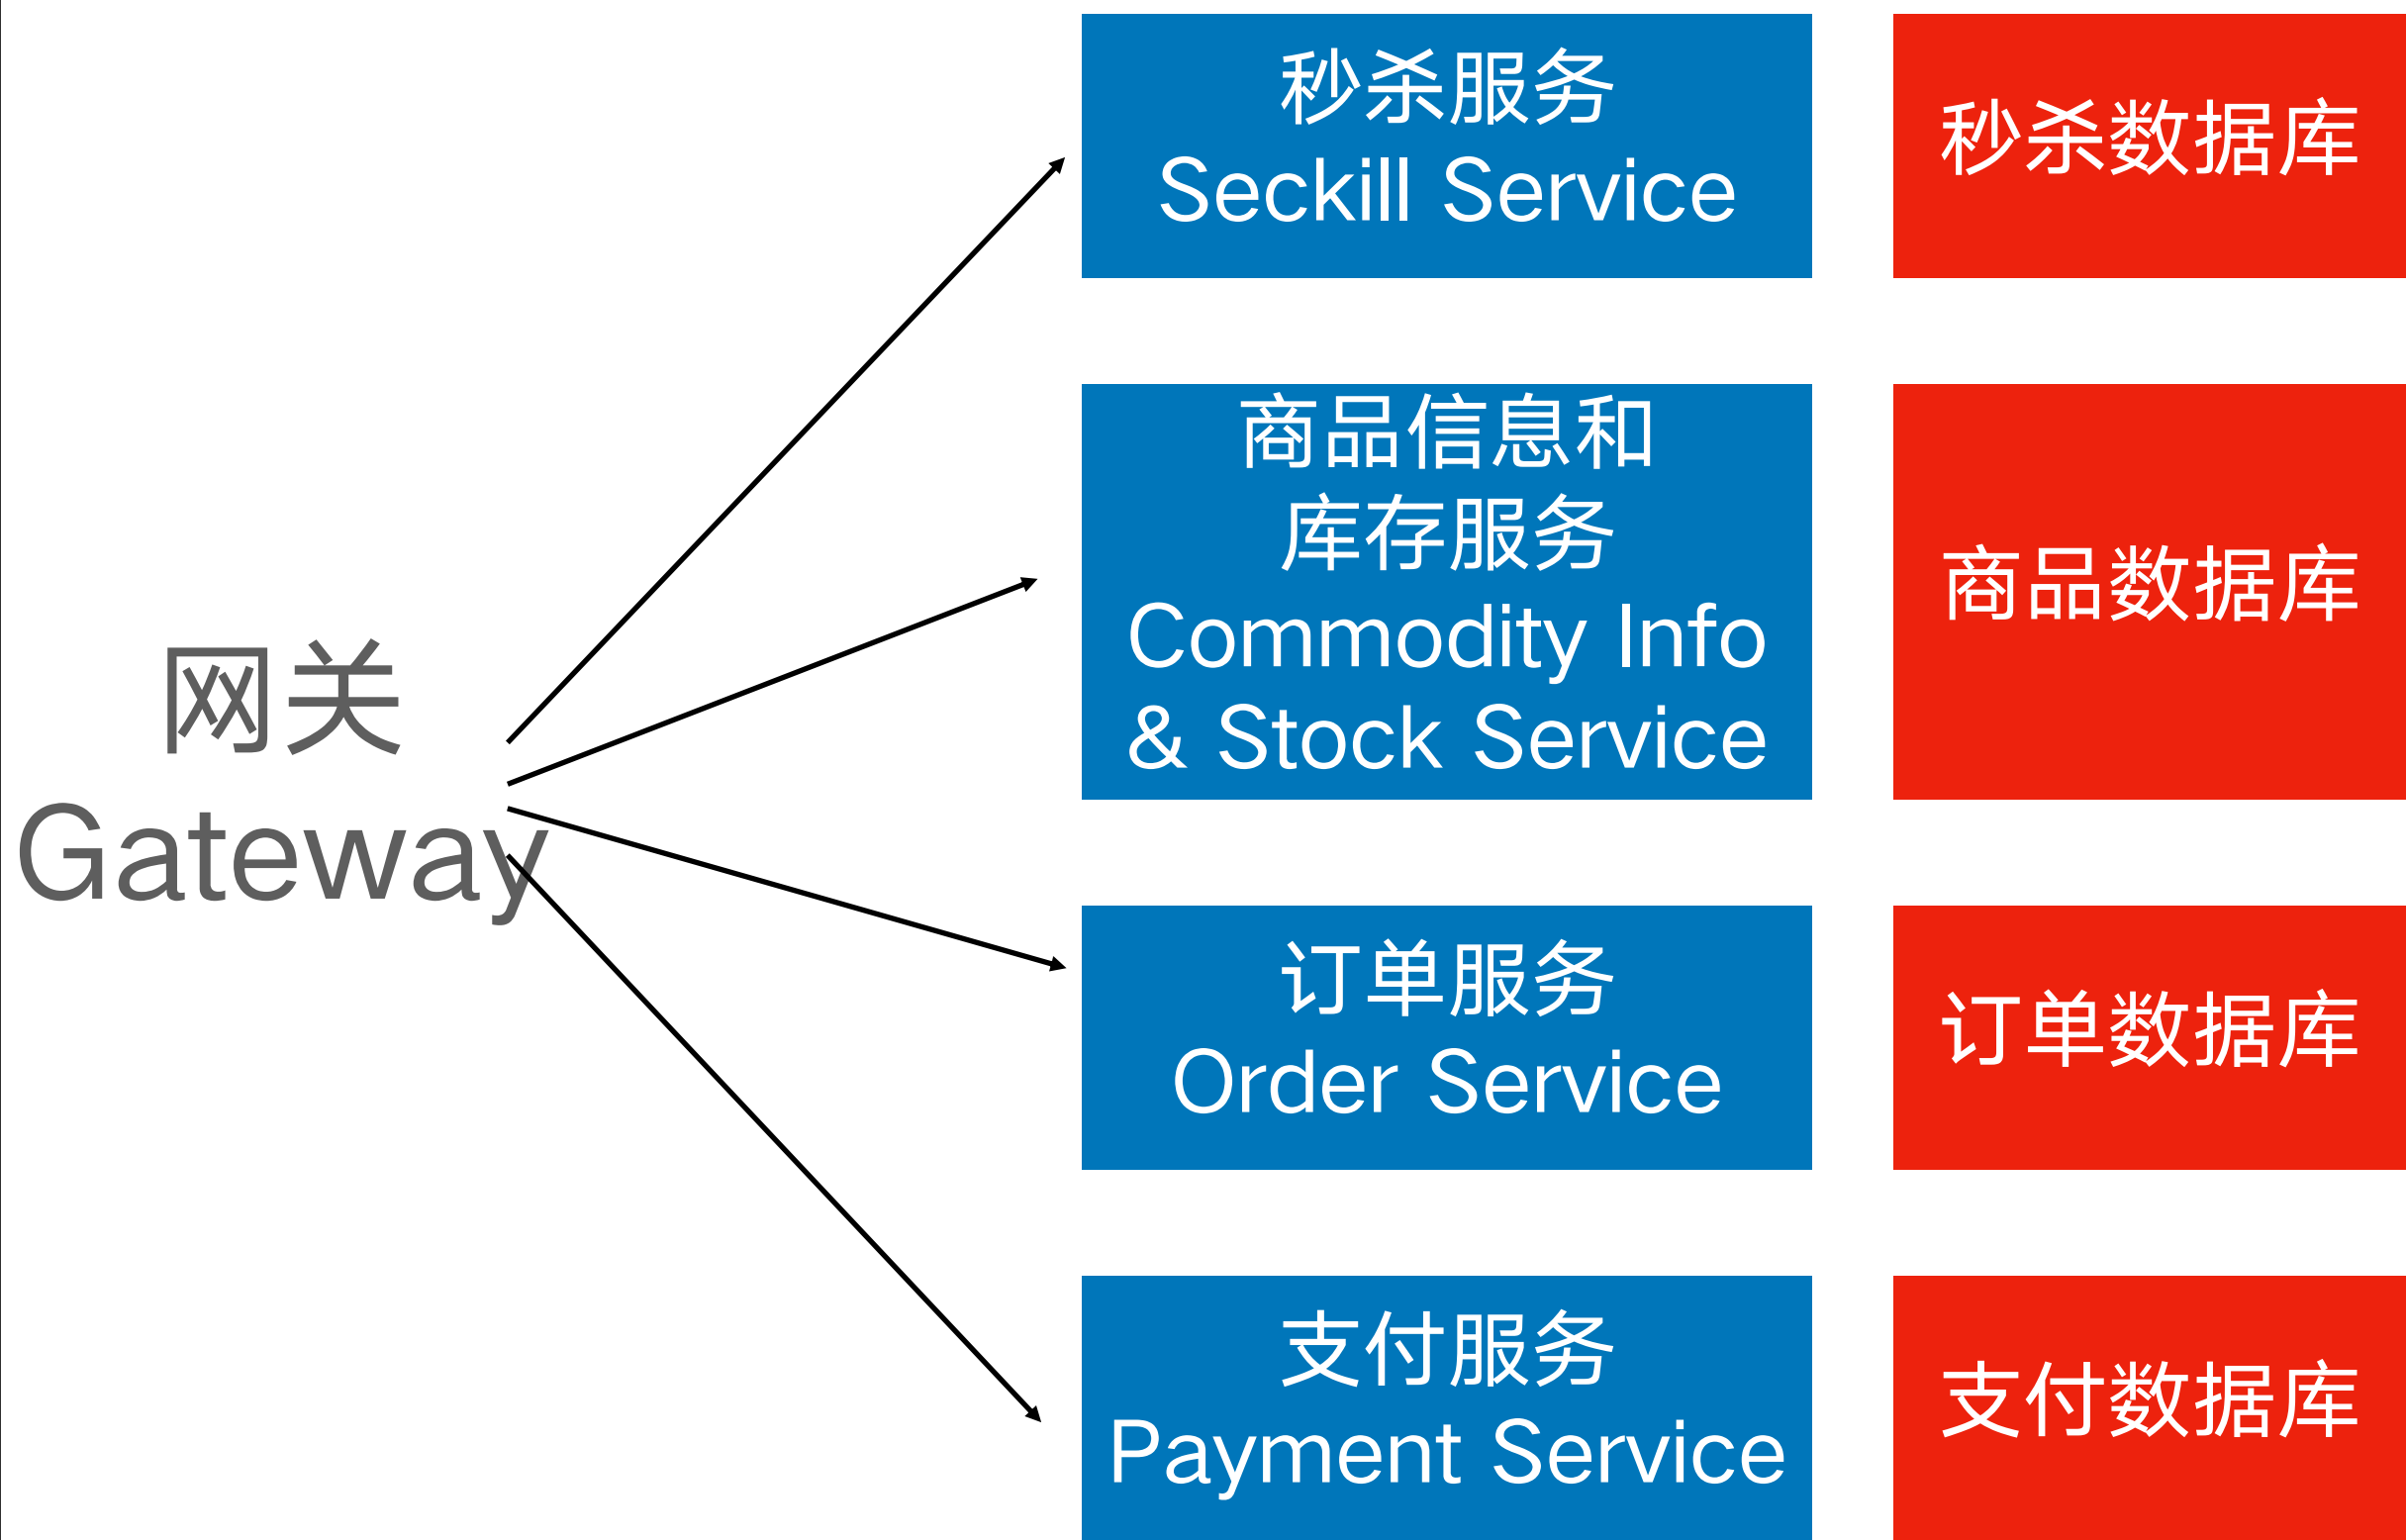 网关
Gateway
秒杀服务
Seckill Service
秒杀数据库
商品信息和
库存服务
Commodity Info
& Stock Service
商品数据库
订单服务
Order Service
订单数据库
支付服务
Payment Service
支付数据库